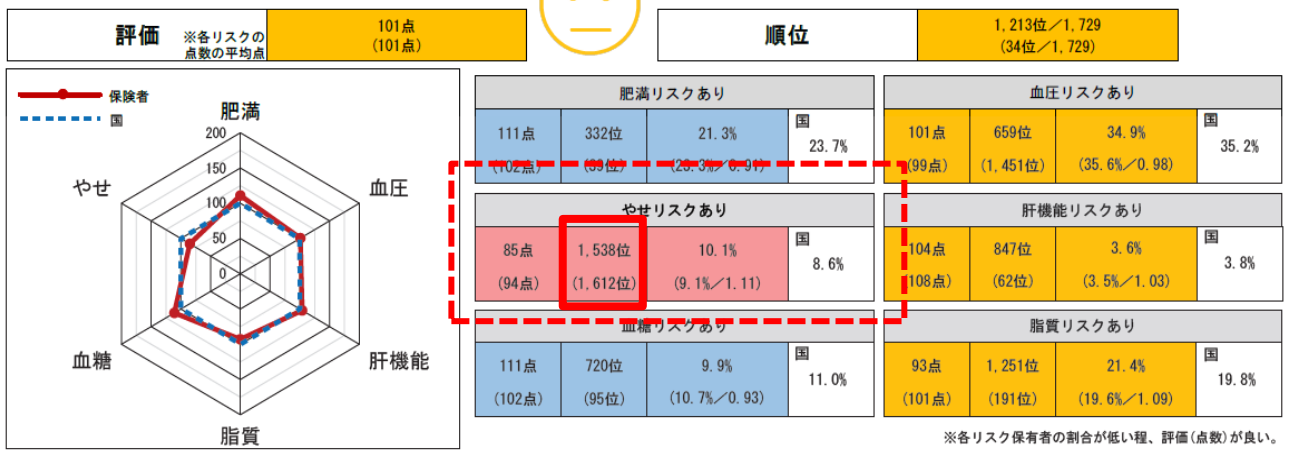 評価 ※各リスクの
点数の平均点
101点
(101点)
順位
1,213位／1,729
(34位／1,729)
保険者
国
肥満
血圧
肝機能
脂質
血糖
やせ
200
150
100
50
0
肥満リスクあり
111点 332位 21.3% 国 23.7%
(102点) (39位) (23.3%／0.91)
血圧リスクあり
101点 659位 34.9% 国 35.2%
(99点) (1,451位) (35.6%／0.98)
やせリスクあり
85点 1,538位 10.1% 国 8.6%
(94点) (1,612位) (9.1%／1.11)
肝機能リスクあり
104点 847位 3.6% 国 3.8%
(108点) (62位) (3.5%／1.03)
血糖リスクあり
111点 720位 9.9% 国 11.0%
(102点) (95位) (10.7%／0.93)
脂質リスクあり
93点 1,251位 21.4% 国 19.8%
(101点) (191位) (19.6%／1.09)
※各リスク保有者の割合が低い程、評価(点数)が良い。